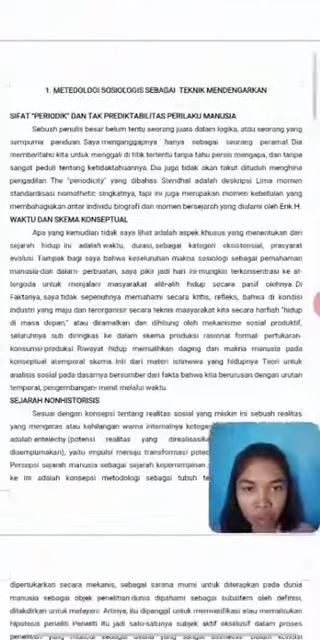 1. METEOLOGI SOSIOLOGIS SEBAGAI TEKNIK MENDENGARKAN
SIFAT "PERIODIK" DAN TAK PREDIKTABILITAS PERILAKU MANUSIA
Sebuah penulis besar belum tentu seorang juara dalam logika, atau seorang yang
sempurna panduan. Saya menganggapnya hanya sebagai seorang peramal. Dia
memberitahu kita untuk menggali di titik tertentu tanpa tahu persis mengapa, dan tanpa
sangat peduli tentang ketidaktahuannya. Dia juga tidak akan takut dituduh menghina
pengadilan. The "periodicity" yang dibahas Stendhal adalah deskripsi Lima momen
standardisasi nomothetic singkatnya, tapi ini juga merupakan momen kebetulan yang
membahagiakan antar individu biografi dan momen bersejarah yang dialami oleh Erik H.
WAKTU DAN SKEMA KONSEPTUAL
Apa yang kemudian tidak saya lihat adalah aspek khusus yang menentukan dari
sejarah hidup ini adalah waktu, durasi, sebagai kategori eksistensial, prasyarat
evolusi. Tampak bagi saya bahwa keseluruhan makna sosiologi sebagai pemahaman
manusia dan dalam perbuatan, saya pikir jadi hari ini mungkin terkonsentrasi ke at-
tergoda untuk menjalani masyarakat alih-alih hidup secara pasif olehnya Di
Faktanya, saya tidak sepenuhnya memahami secara kritis, refleks, bahwa di kondisi
industri yang maju dan terorganisir secara teknis masyarakat kita secara harfiah "hidup
di masa depan," atau diramalkan dan dihitung oleh mekanisme sosial produktif,
seluruhnya sub diringkas ke dalam skema produksi rasional formal- pertukaran-
konsumsi-produksi Riwayat hidup memulihkan daging dan makna manusia pada
konseptual atemporal skema. Inti dari materi istimewa yang hidupnya Teori untuk
analisis sosial pada dasarnya bersumber dari fakta bahwa kita berurusan dengan urutan
temporal, pengembangan- menit melalui waktu.
SEJARAH NONHISTORISIS
Sesuai dengan konsepsi tentang realitas sosial yang miskin ini sebuah realitas
yang mengeras atau kehilangan warna internalnya
adalah entelechy (potensi realitas yang
disempurnakan), yaitu impuls menuju transformasi
Persepsi sejarah manusia sebagai sejarah kepemimpinan
ke ini adalah konsepsi metodologi sebagai tubuh
dipertukarkan secara mekanis, sebagai sarana murni untuk diterapkan pada dunia
manusia sebagai objek penelitian-dunia dipahami sebagai subaltern oleh definisi,
ditakdirkan untuk melayani Artinya, itu dipanggil untuk memverifikasi atau mematsukan
hipotesis peneliti Peneliti itu jadi satu-satunya subjek aktif eksklusif dalam proses